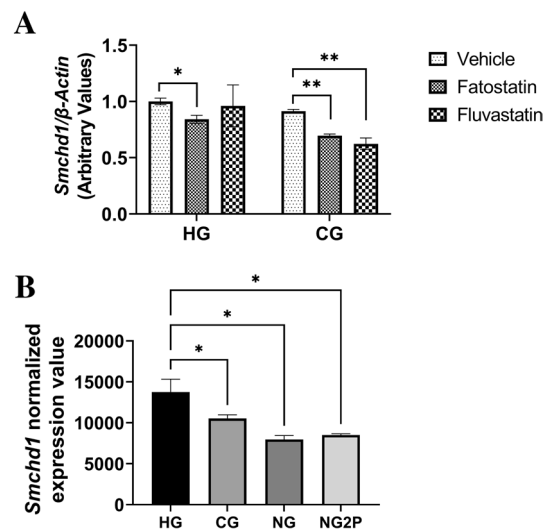 A
Smchd1/β-Actin
(Arbitrary Values)
1.5
1.0
0.5
0.0
*
**
**
HG
CG
Vehicle
Fatostatin
Fluvastatin
B
Smchd1 normalized
expression value
20000
15000
10000
5000
0
*
*
*
HG
CG
NG
NG2P